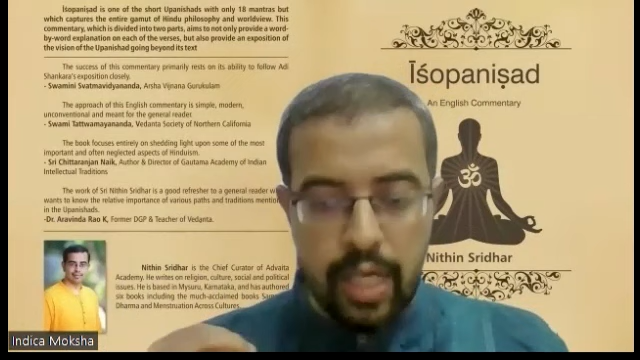 Īśopaniṣad is one of the short Upanishads with only 18 mantras but
which captures the entire gamut of Hindu philosophy and worldview. This
commentary, which is divided into two parts, aims to not only provide a word-
by-word explanation on each of the verses, but also provide an exposition of
the vision of the Upanishad going beyond its text
The success of this commentary primarily rests on its ability to follow Adi
Shankara's exposition closely.
- Swamini Svatmavidyananda, Arsha Vijnana Gurukulam
The approach of this English commentary is simple, modern,
unconventional and meant for the general reader.
- Swami Tattwamayananda, Vedanta Society of Northern California
The book focuses entirely on shedding light upon some of the most
important and often neglected aspects of Hinduism.
- Sri Chittaranjan Naik, Author & Director of Gautama Academy of Indian
Intellectual Traditions
The work of Sri Nithin Sridhar is a good refresher to a general reader
wants to know the relative importance of various paths and traditions
in the Upanishads.
-Dr. Aravinda Rao K, Former DGP & Teacher of Vedanta.
Nithin Sridhar is the Chief Curator of Advaita
Academy. He writes on religion, culture, social and political
issues. He is based in Mysuru, Karnataka, and has authored
six books including the much-acclaimed books
Dharma and Menstruation Across Cultures.
Īśopaniṣad
An English Commentary
ॐ
Nithin Sridhar
Indica Moksha